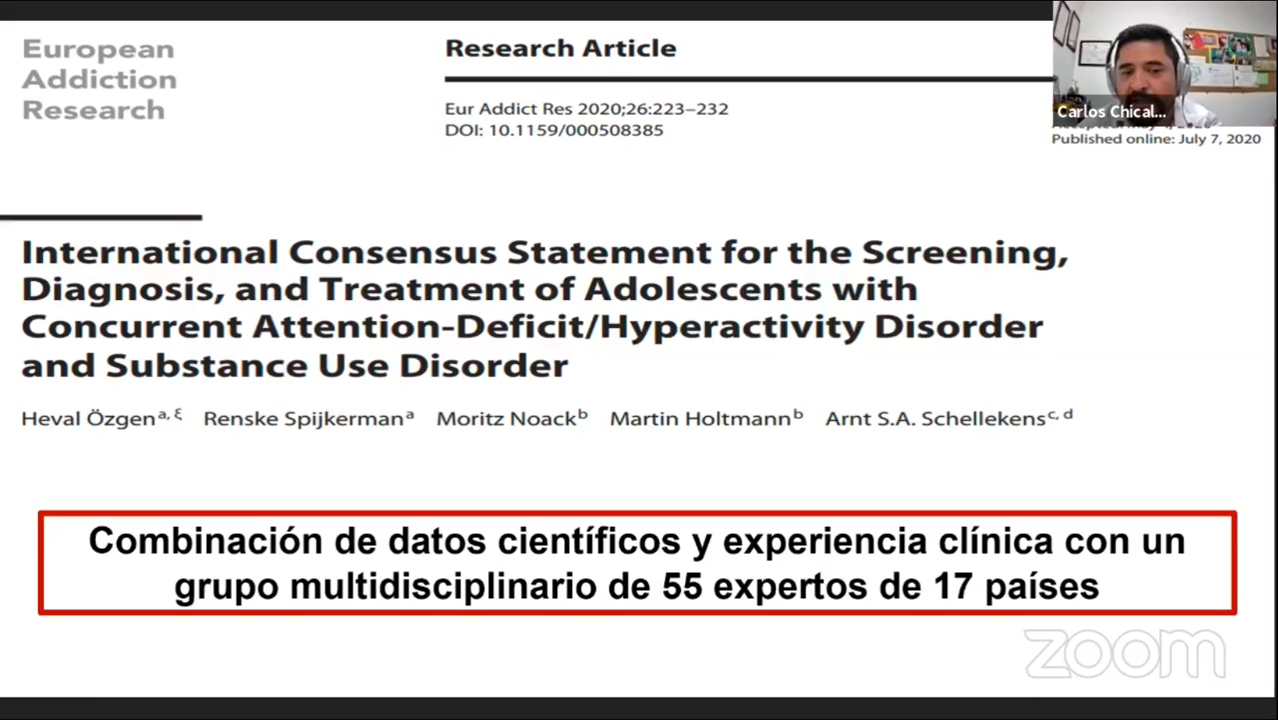 European
Addiction
Research
Research Article
Eur Addict Res 2020;26:223–232
DOI: 10.1159/000508385
Carlos Chical...
Published online: July 7, 2020
International Consensus Statement for the Screening,
Diagnosis, and Treatment of Adolescents with
Concurrent Attention-Deficit/Hyperactivity Disorder
and Substance Use Disorder
Heval Özgen a, ξ Renske Spijkerman a Moritz Noack b Martin Holtmann b Arnt S.A. Schellekens c, d
Combinación de datos científicos y experiencia clínica con un
grupo multidisciplinario de 55 expertos de 17 países
zoom